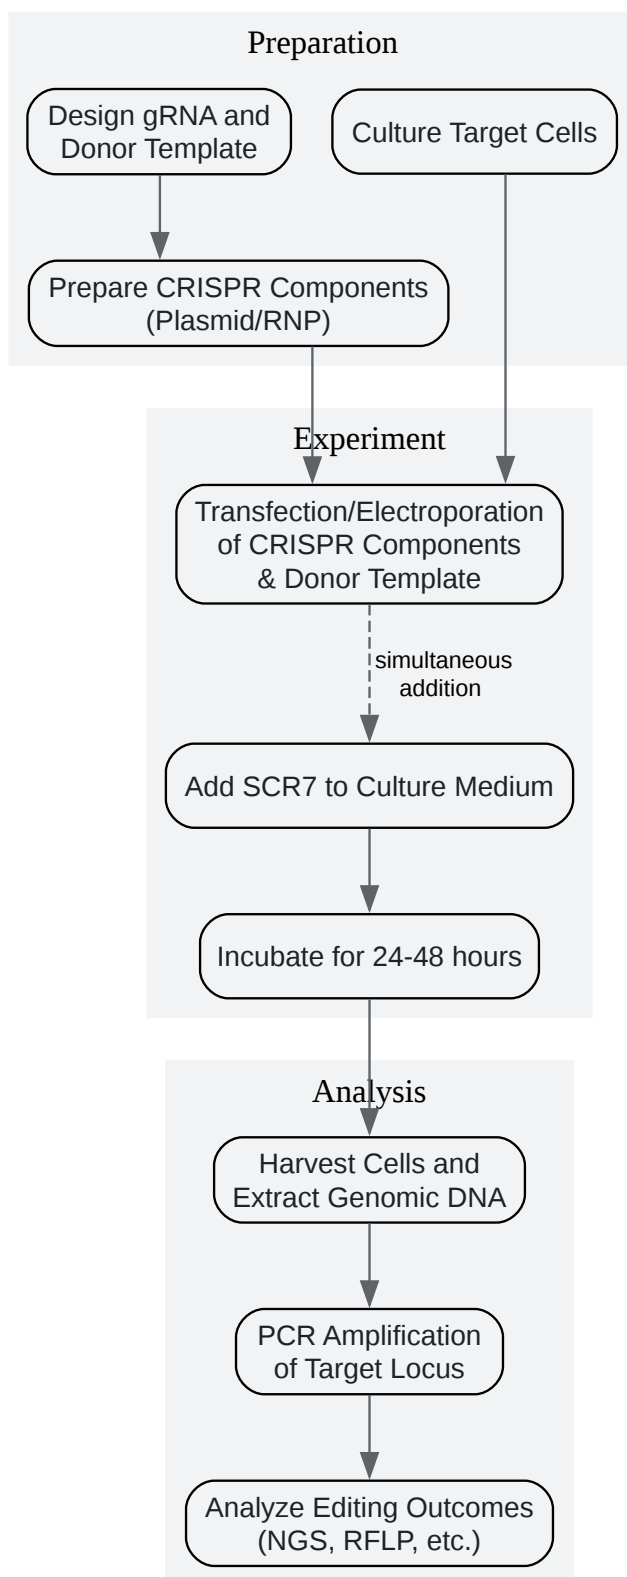 Preparation
Design gRNA and
Donor Template
Culture Target Cells
Prepare CRISPR Components
(Plasmid/RNP)
Experiment
Transfection/Electroporation
of CRISPR Components
& Donor Template
simultaneous
addition
Add SCR7 to Culture Medium
Incubate for 24-48 hours
Analysis
Harvest Cells and
Extract Genomic DNA
PCR Amplification
of Target Locus
Analyze Editing Outcomes
(NGS, RFLP, etc.)